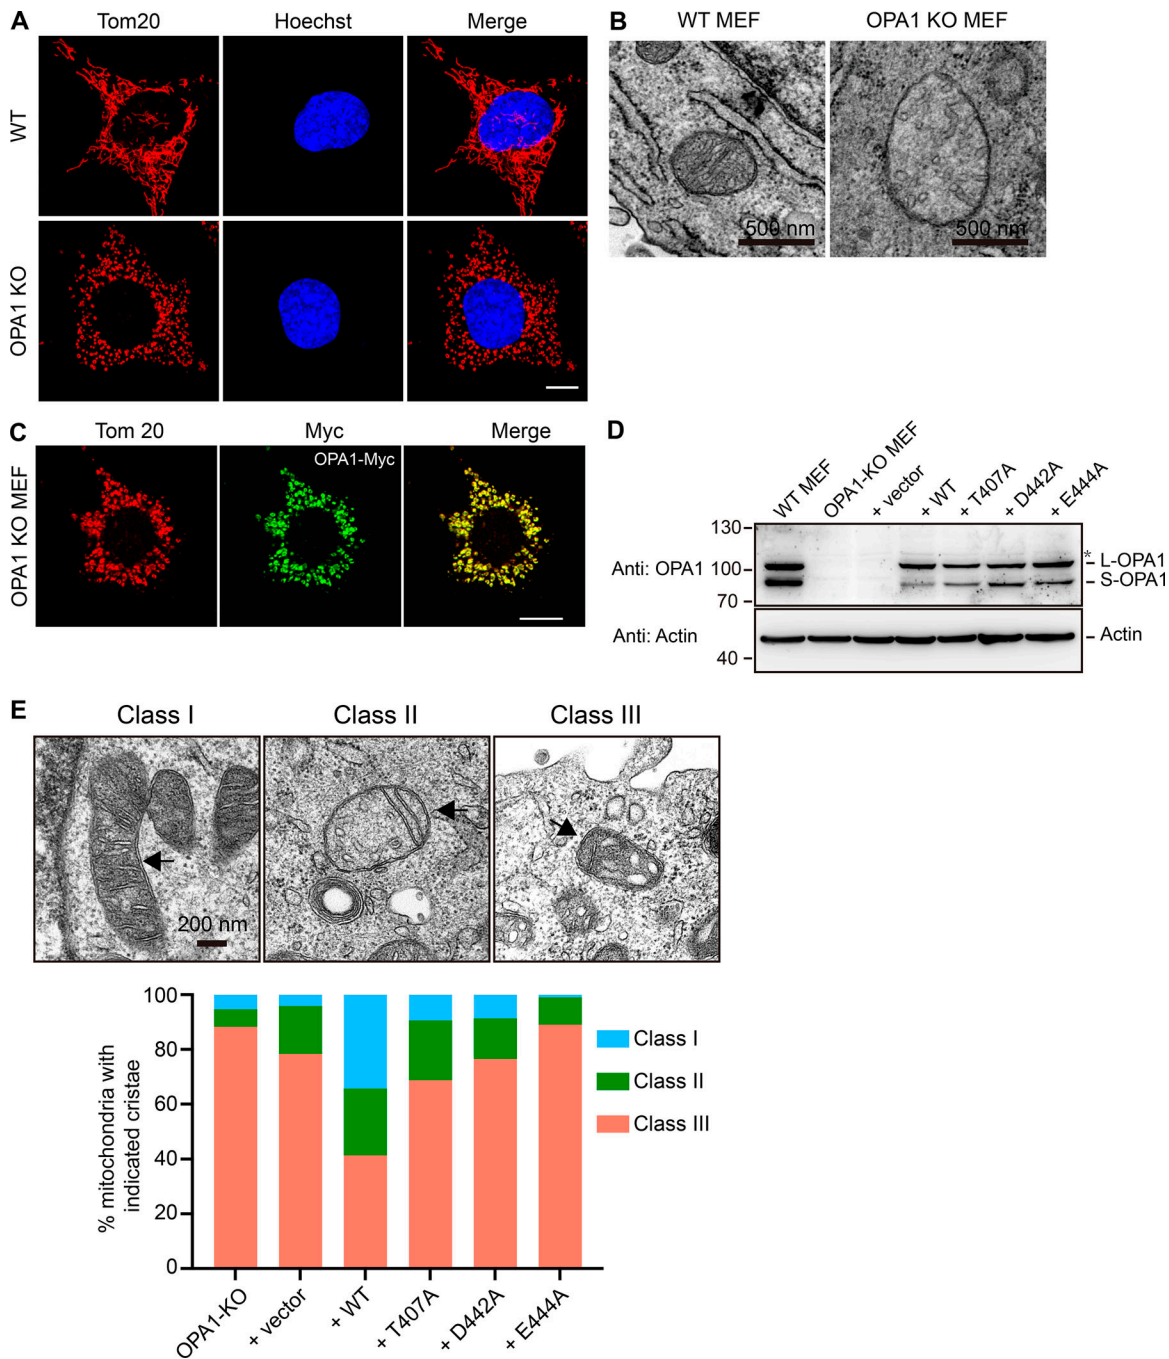 A
Tom20 Hoechst Merge
WT
OPA1 KO
B
WT MEF OPA1 KO MEF
500 nm 500 nm
C
Tom 20 Myc Merge
OPA1-Myc
OPA1 KO MEF
D
WT MEF OPA1-KO MEF + vector + WT + T407A + D442A + E444A
130
*
Anti: OPA1 100 L-OPA1
S-OPA1
70
Anti: Actin Actin
40
E
Class I Class II Class III
200 nm
% mitochondria with
indicated cristae
100
80
60
40
20
0
Class I
Class II
Class III
OPA1-KO + vector + WT + T407A + D442A + E444A